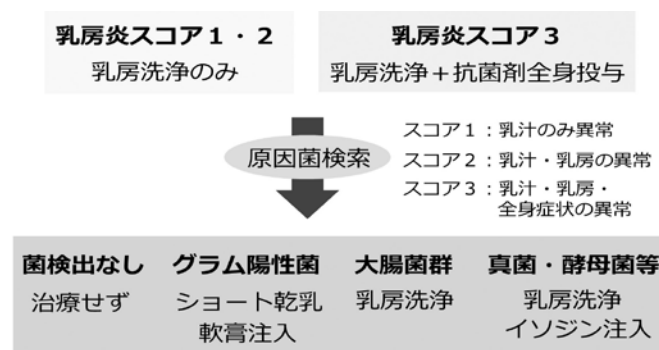 乳房炎スコア1・2
乳房洗浄のみ
乳房炎スコア3
乳房洗浄+抗菌剤全身投与
原因菌検索
スコア1:乳汁のみ異常
スコア2:乳汁・乳房の異常
スコア3:乳汁・乳房・
全身症状の異常
菌検出なし
治療せず
グラム陽性菌
ショート乾乳
軟膏注入
大腸菌群
乳房洗浄
真菌・酵母菌等
乳房洗浄
イソジン注入